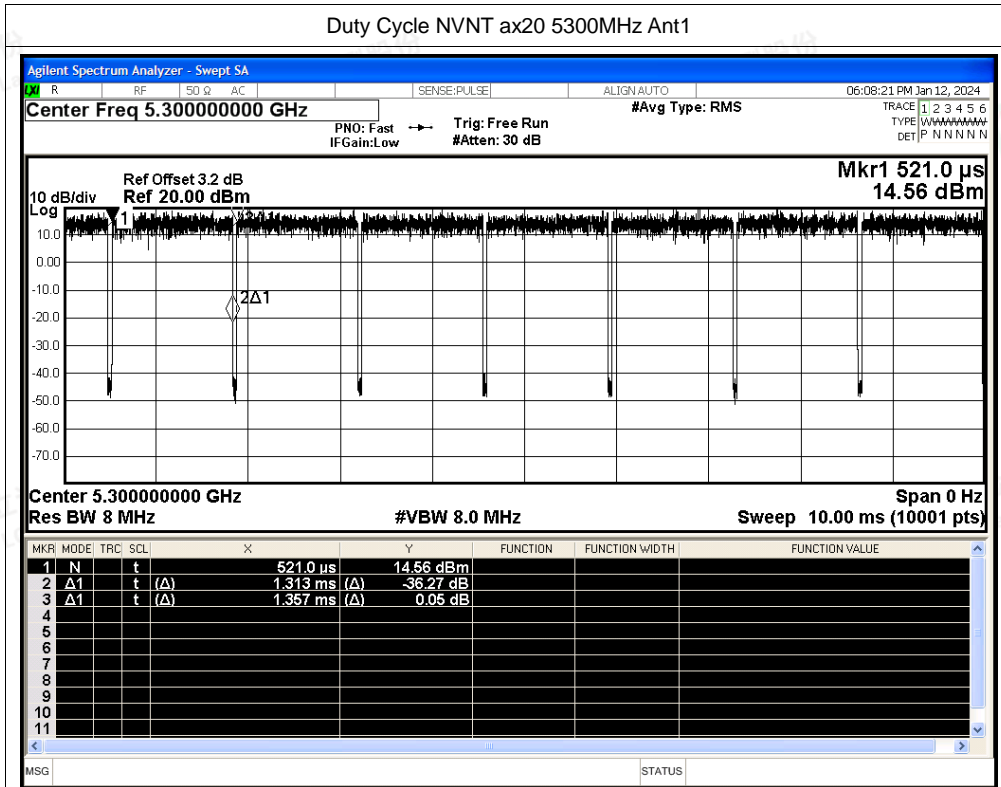 Duty Cycle NVNT ax20 5300MHz Ant1
Agilent Spectrum Analyzer - Swept SA
LXI R RF 50 Ω AC SENSE:PULSE ALIGN AUTO 06:08:21 PM Jan 12, 2024
Center Freq 5.300000000 GHz #Avg Type: RMS TRACE 1 2 3 4 5 6
PNO: Fast Trig: Free Run TYPE
IFGain:Low #Atten: 30 dB DET P N N N N N
Mkr1 521.0 µs
Ref Offset 3.2 dB
10 dB/div Ref 20.00 dBm 14.56 dBm
Log
1
10.0
0.00
-10.0
2Δ1
-20.0
-30.0
-40.0
-50.0
-60.0
-70.0
Center 5.300000000 GHz Span 0 Hz
Res BW 8 MHz #VBW 8.0 MHz Sweep 10.00 ms (10001 pts)
MKR MODE TRC SCL X Y FUNCTION FUNCTION WIDTH FUNCTION VALUE
1 N t 521.0 µs 14.56 dBm
2 Δ1 t (Δ) 1.313 ms (Δ) -36.27 dB
3 Δ1 t (Δ) 1.357 ms (Δ) 0.05 dB
4
5
6
7
8
9
10
11
MSG STATUS